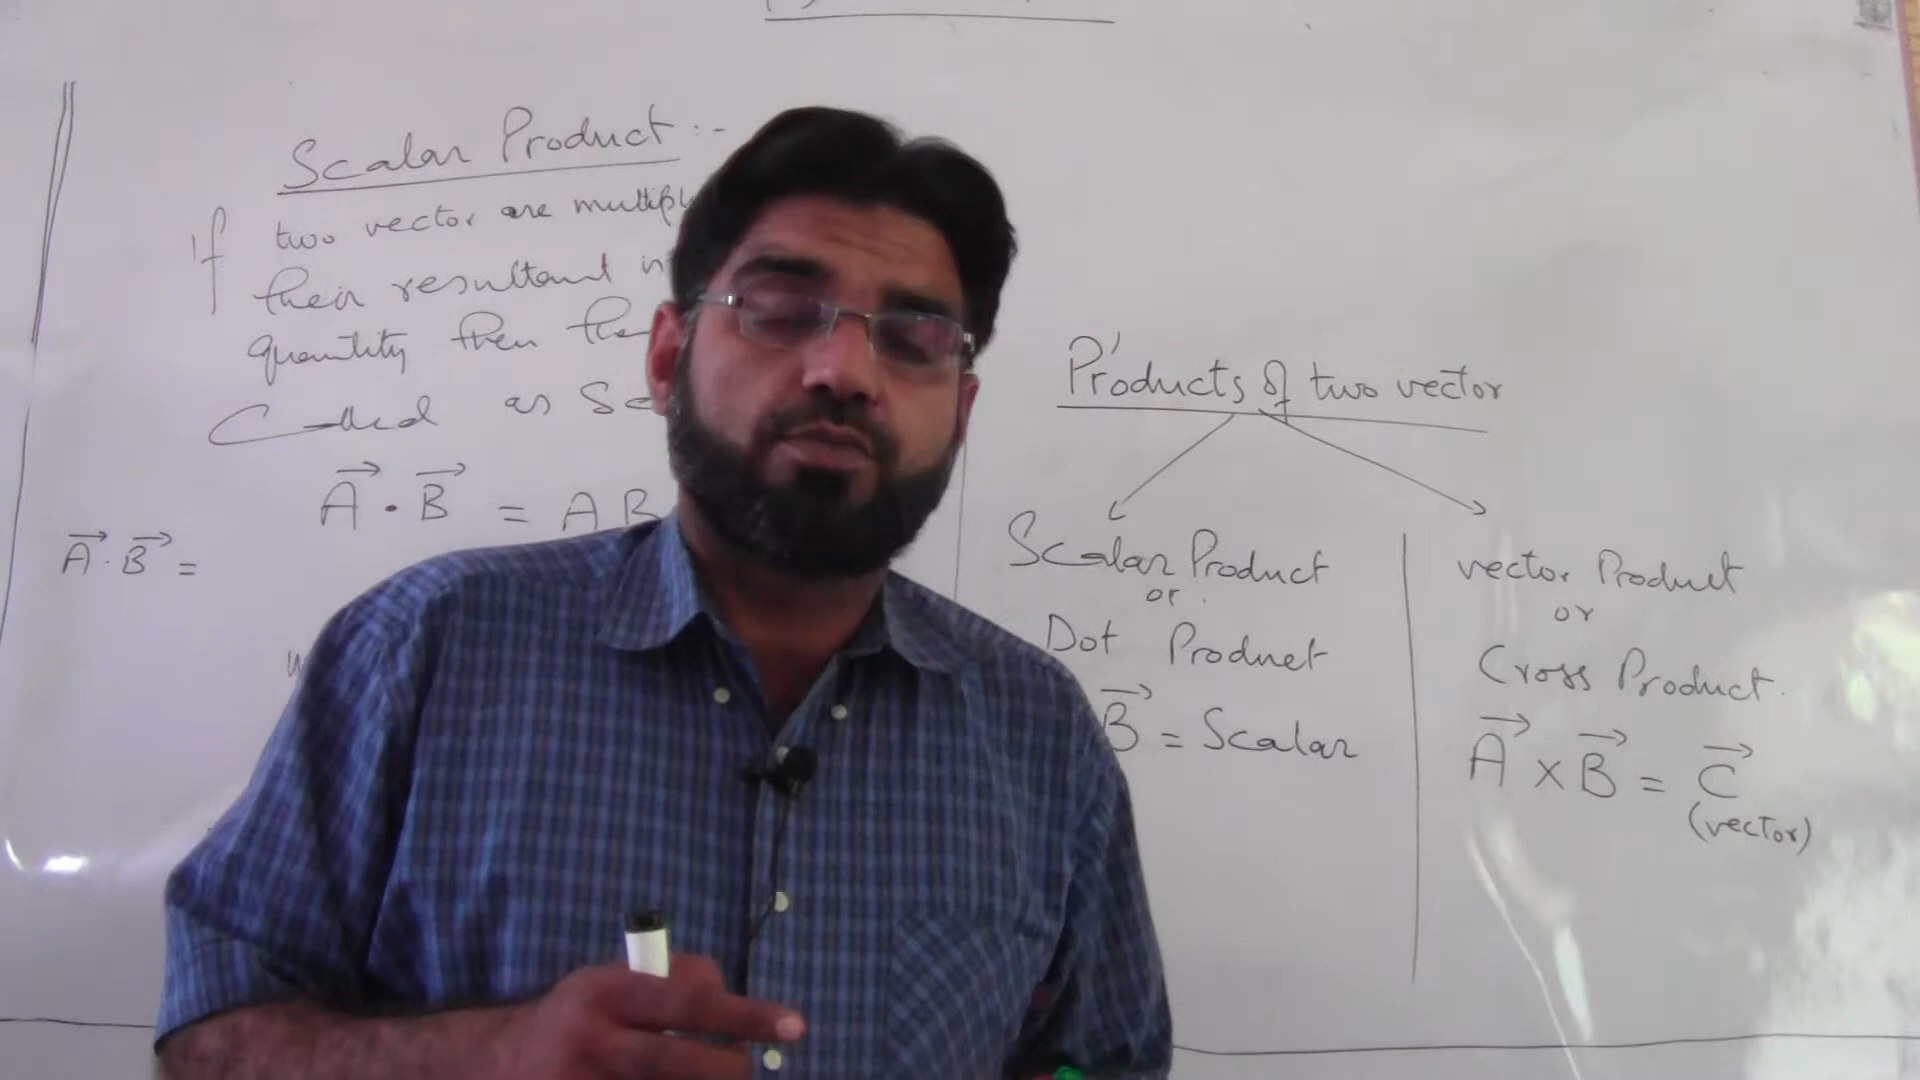 Scalar Product :-
If two vector are
their resultant
quantity then the
Called as
A⃗ · B⃗ = A B
A⃗ · B⃗ =
Products of two vector
Scalar Product
or
Dot Product
B⃗ = Scalar
vector Product
or
Cross Product.
A⃗ × B⃗ = C⃗
(vector)